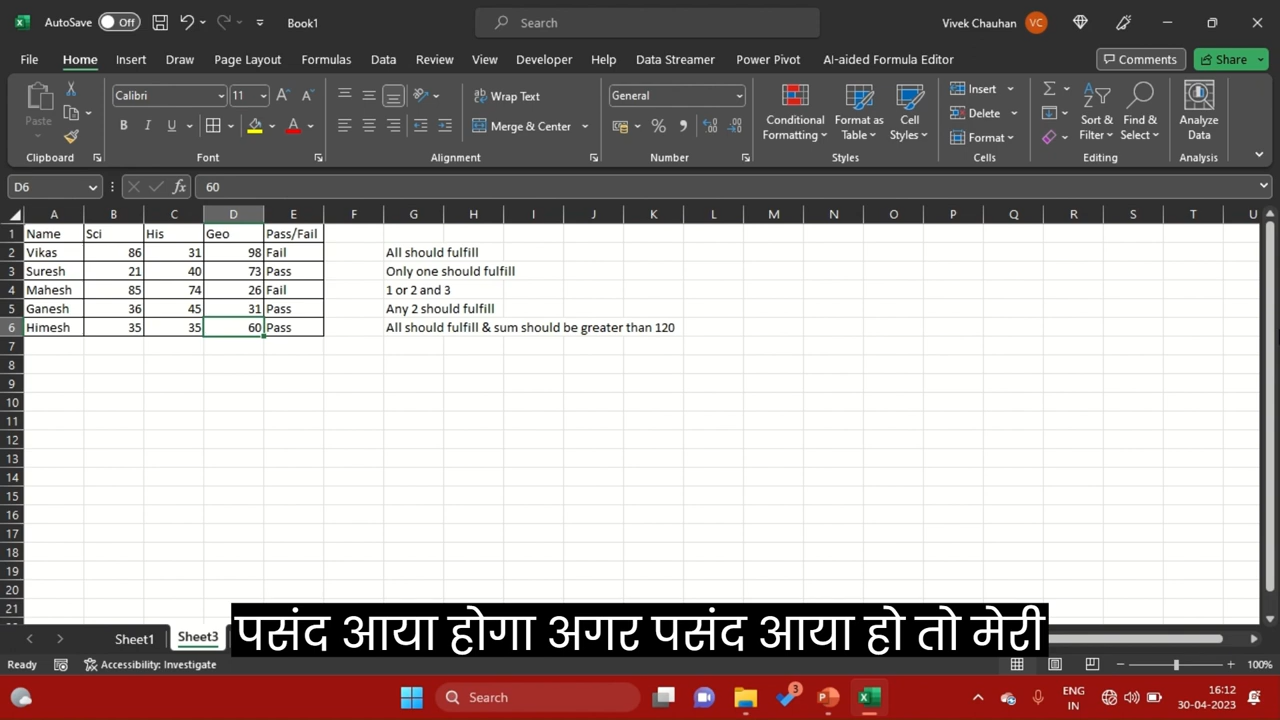 AutoSave Off Book1 Search Vivek Chauhan VC
File Home Insert Draw Page Layout Formulas Data Review View Developer Help Data Streamer Power Pivot AI-aided Formula Editor Comments Share
Paste Calibri 11 Wrap Text General Conditional Formatting Format as Table Cell Styles Insert Sort & Filter Find & Select Analyze Data
B I U A Merge & Center % Delete
Format
Clipboard Font Alignment Number Styles Cells Editing Analysis
D6 fx 60
A B C D E F G H I J K L M N O P Q R S T U
1 Name Sci His Geo Pass/Fail
2 Vikas 86 31 98 Fail All should fulfill
3 Suresh 21 40 73 Pass Only one should fulfill
4 Mahesh 85 74 26 Fail 1 or 2 and 3
5 Ganesh 36 45 31 Pass Any 2 should fulfill
6 Himesh 35 35 60 Pass All should fulfill & sum should be greater than 120
7
8
9
10
11
12
13
14
15
16
17
18
19
20
21
पसंद आया होगा अगर पसंद आया हो तो मेरी
Sheet1 Sheet3
Ready Accessibility: Investigate 100%
Search 3 ENG IN 16:12 30-04-2023